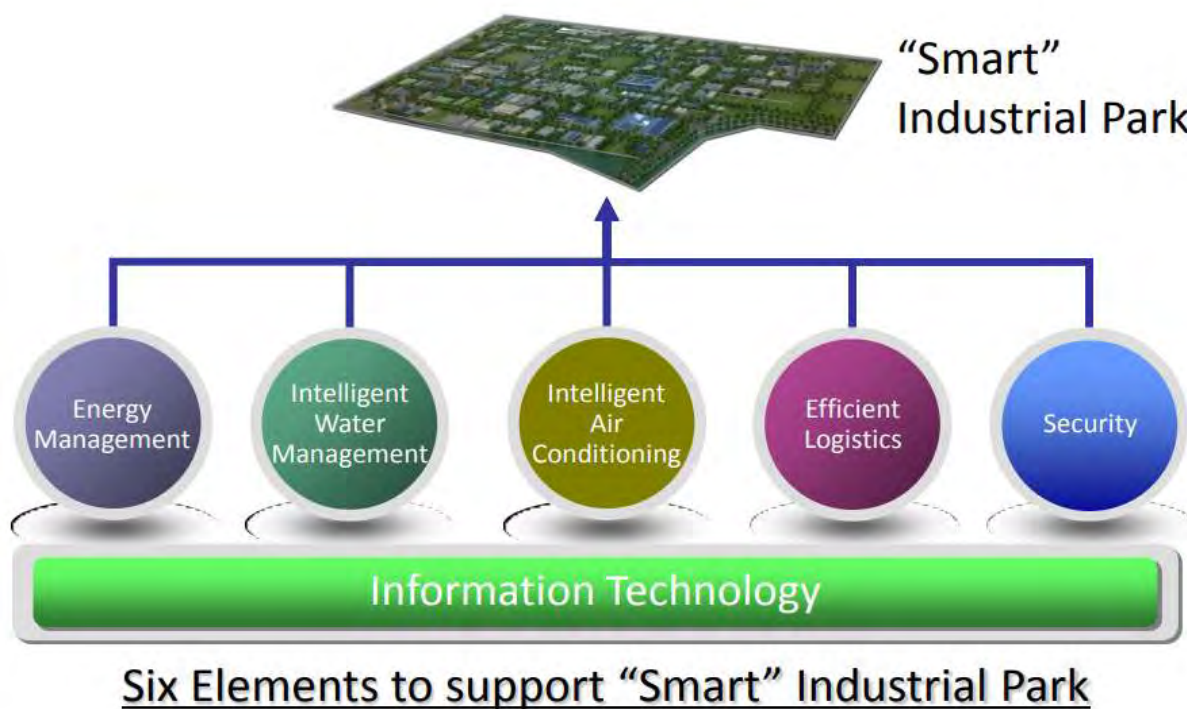 “Smart”
Industrial Park
Energy
Management
Intelligent
Water
Management
Intelligent
Air
Conditioning
Efficient
Logistics
Security
Information Technology
Six Elements to support “Smart” Industrial Park